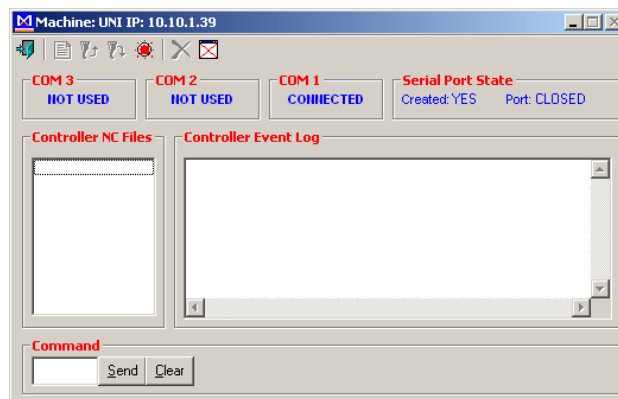 Machine: UNI IP: 10.10.1.39
COM 3
NOT USED
COM 2
NOT USED
COM 1
CONNECTED
Serial Port State
Created: YES Port: CLOSED
Controller NC Files
Controller Event Log
Command
Send Clear